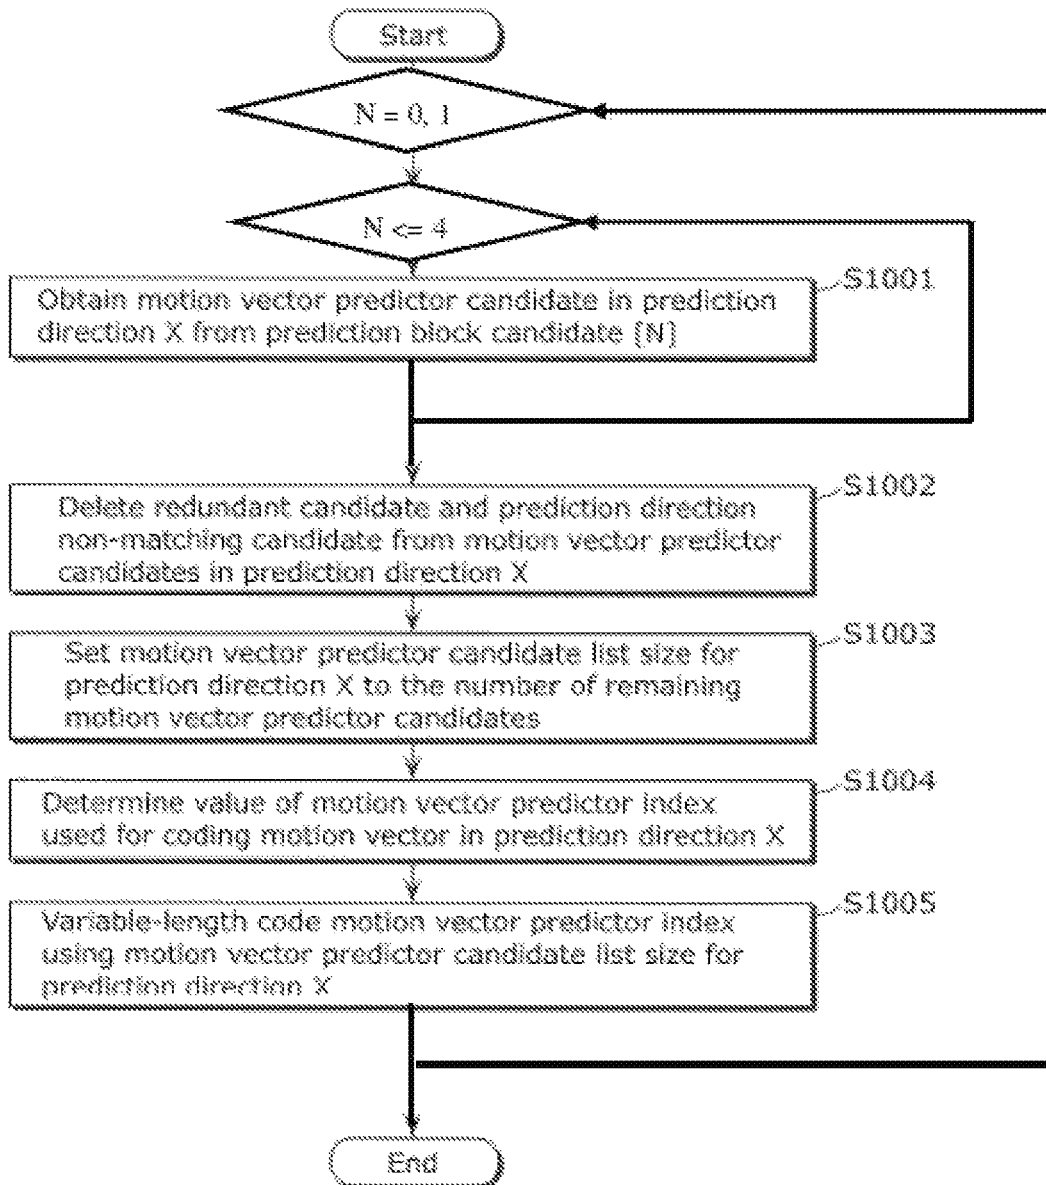 Start
N = 0, 1
N <= 4
S1001
Obtain motion vector predictor candidate in prediction
direction X from prediction block candidate [N]
S1002
Delete redundant candidate and prediction direction
non-matching candidate from motion vector predictor
candidates in prediction direction X
S1003
Set motion vector predictor candidate list size for
prediction direction X to the number of remaining
motion vector predictor candidates
S1004
Determine value of motion vector predictor index
used for coding motion vector in prediction direction X
S1005
Variable-length code motion vector predictor index
using motion vector predictor candidate list size for
prediction direction X
End